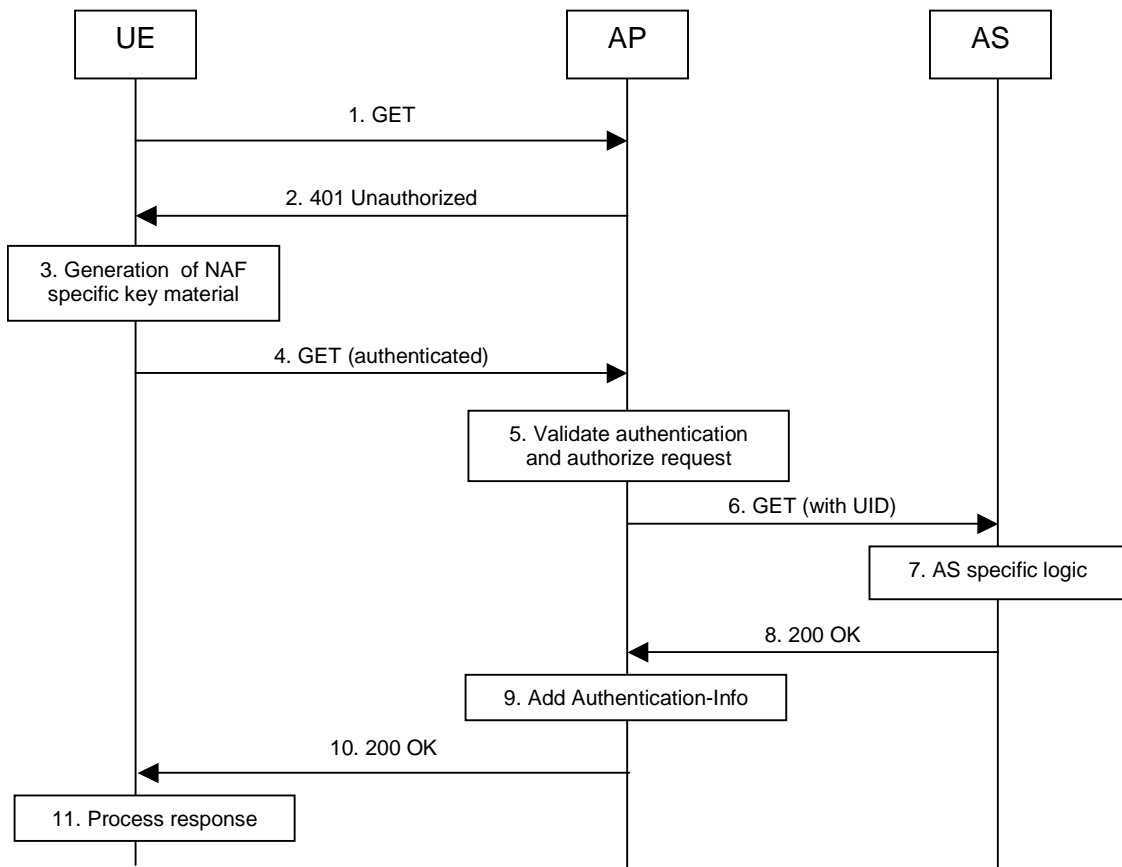 UE
AP
AS
1. GET
2. 401 Unauthorized
3. Generation of NAF
specific key material
4. GET (authenticated)
5. Validate authentication
and authorize request
6. GET (with UID)
7. AS specific logic
8. 200 OK
9. Add Authentication-Info
10. 200 OK
11. Process response